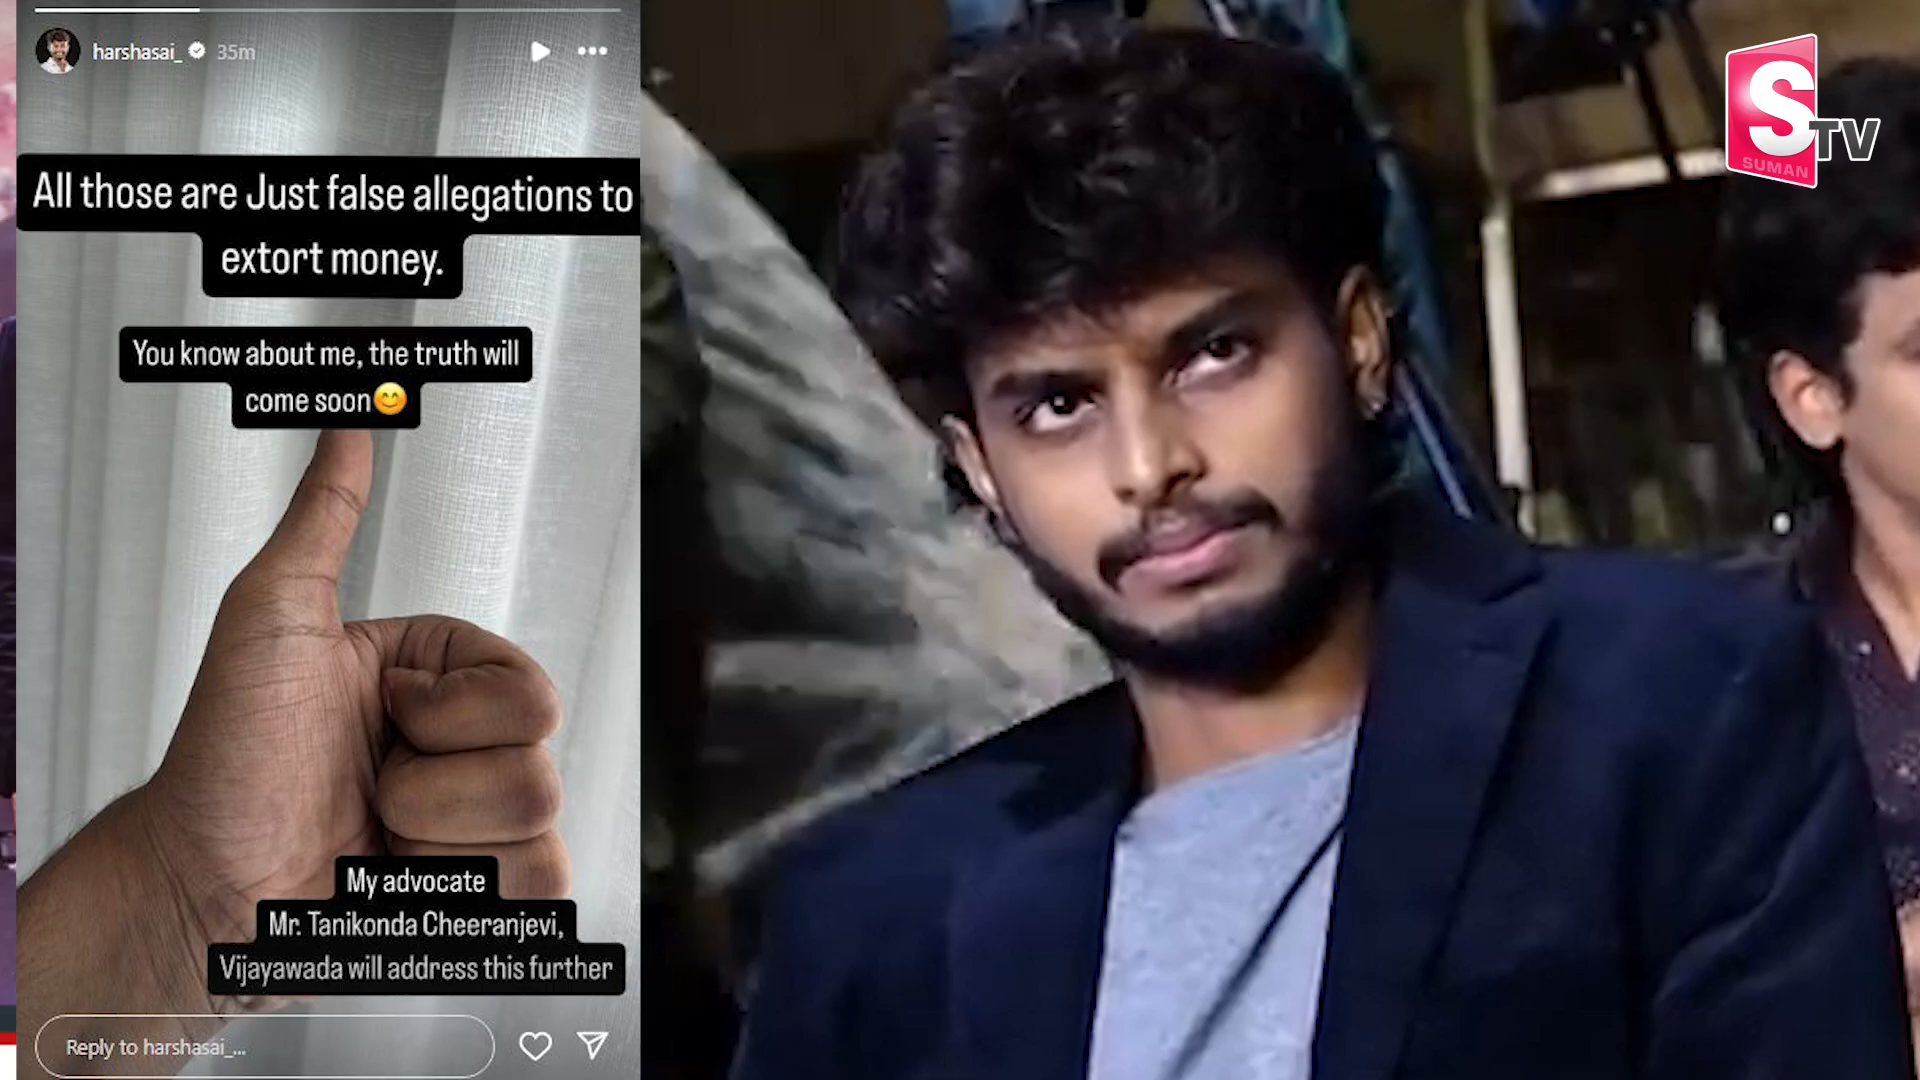 harshasai_ 35m
All those are Just false allegations to
extort money.
You know about me, the truth will
come soon😊
My advocate
Mr. Tanikonda Cheeranjevi,
Vijayawada will address this further
Reply to harshasai_...
S TV
SUMAN